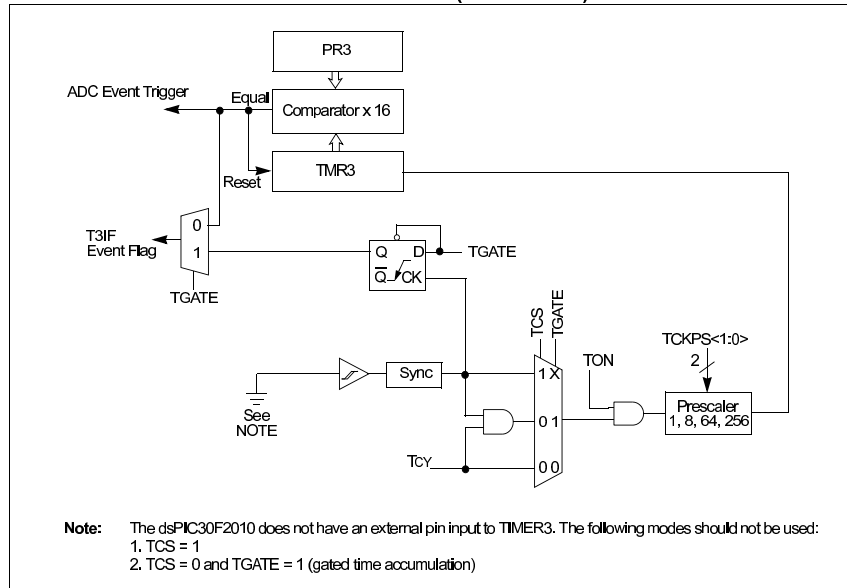 PR3
ADC Event Trigger
Equal
Comparator x 16
Reset
TMR3
0
1
T3IF
Event Flag
TGATE
Q D
Q CK
TGATE
TCS
TGATE
TCKPS<1:0>
2
TON
Sync
1 X
0 1
0 0
Prescaler
1, 8, 64, 256
See
NOTE
TCY
Note: The dsPIC30F2010 does not have an external pin input to TIMER3. The following modes should not be used:
1. TCS = 1
2. TCS = 0 and TGATE = 1 (gated time accumulation)